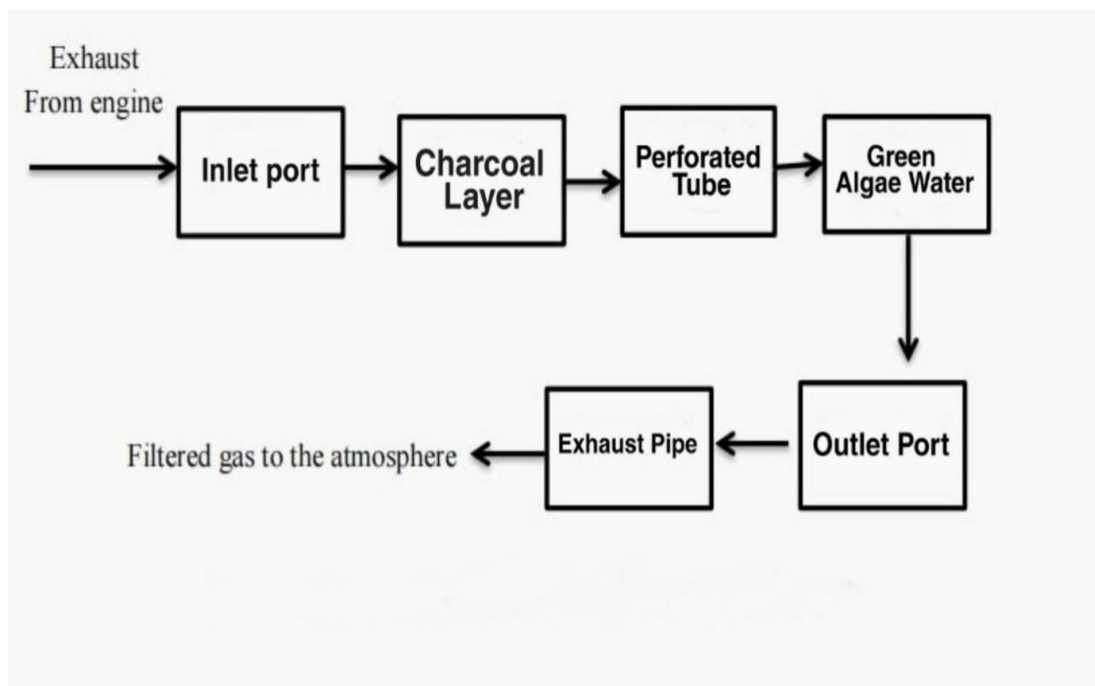 Exhaust
From engine
Inlet port
Charcoal
Layer
Perforated
Tube
Green
Algae Water
Outlet Port
Exhaust Pipe
Filtered gas to the atmosphere